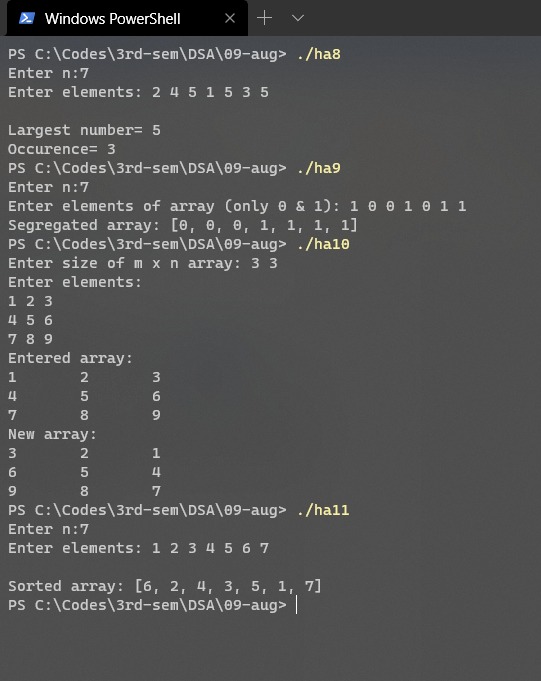 Windows PowerShell
PS C:\Codes\3rd-sem\DSA\09-aug> ./ha8
Enter n:7
Enter elements: 2 4 5 1 5 3 5
Largest number= 5
Occurence= 3
PS C:\Codes\3rd-sem\DSA\09-aug> ./ha9
Enter n:7
Enter elements of array (only 0 & 1): 1 0 0 1 0 1 1
Segregated array: [0, 0, 0, 1, 1, 1, 1]
PS C:\Codes\3rd-sem\DSA\09-aug> ./ha10
Enter size of m x n array: 3 3
Enter elements:
1 2 3
4 5 6
7 8 9
Entered array:
1 2 3
4 5 6
7 8 9
New array:
3 2 1
6 5 4
9 8 7
PS C:\Codes\3rd-sem\DSA\09-aug> ./ha11
Enter n:7
Enter elements: 1 2 3 4 5 6 7
Sorted array: [6, 2, 4, 3, 5, 1, 7]
PS C:\Codes\3rd-sem\DSA\09-aug>